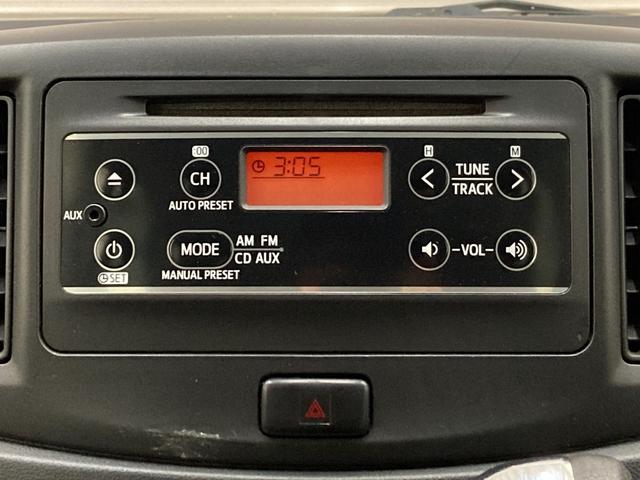 :00
H
M
3:05
CH
TUNE
TRACK
AUTO PRESET
AUX
MODE
AM FM
CD AUX
-VOL-
SET
MANUAL PRESET